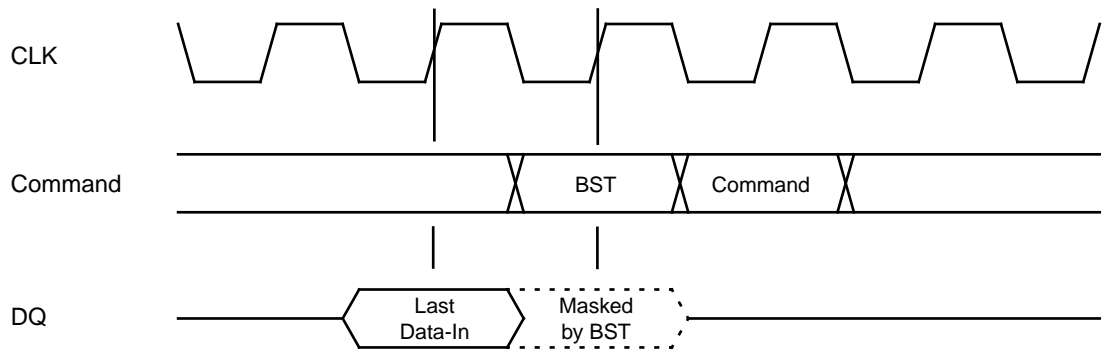 CLK
Command
BST
Command
DQ
Last
Data-In
Masked
by BST